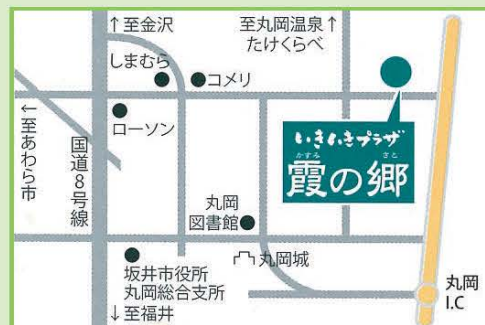 ↑至金沢
至丸岡温泉↑
たけくらべ
しまむら
コメリ
←至あわら市
ローソン
国道8号線
いきいきプラザ
かすみ さと
霞の郷
丸岡
図書館
丸岡城
坂井市役所
丸岡総合支所
↓至福井
丸岡
I.C